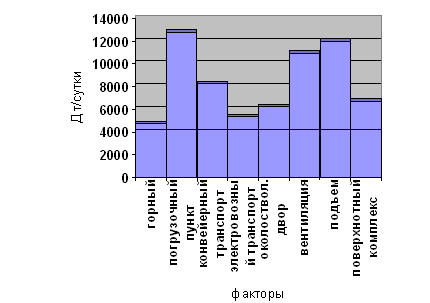 14000
12000
10000
8000
6000
4000
2000
0
Д т/сутки
горный
погрузочный
пункт
конвейерный
транспорт
электровозны
й транспорт
околоствол.
двор
вентиляция
подъем
поверхнотный
комплекс
факторы